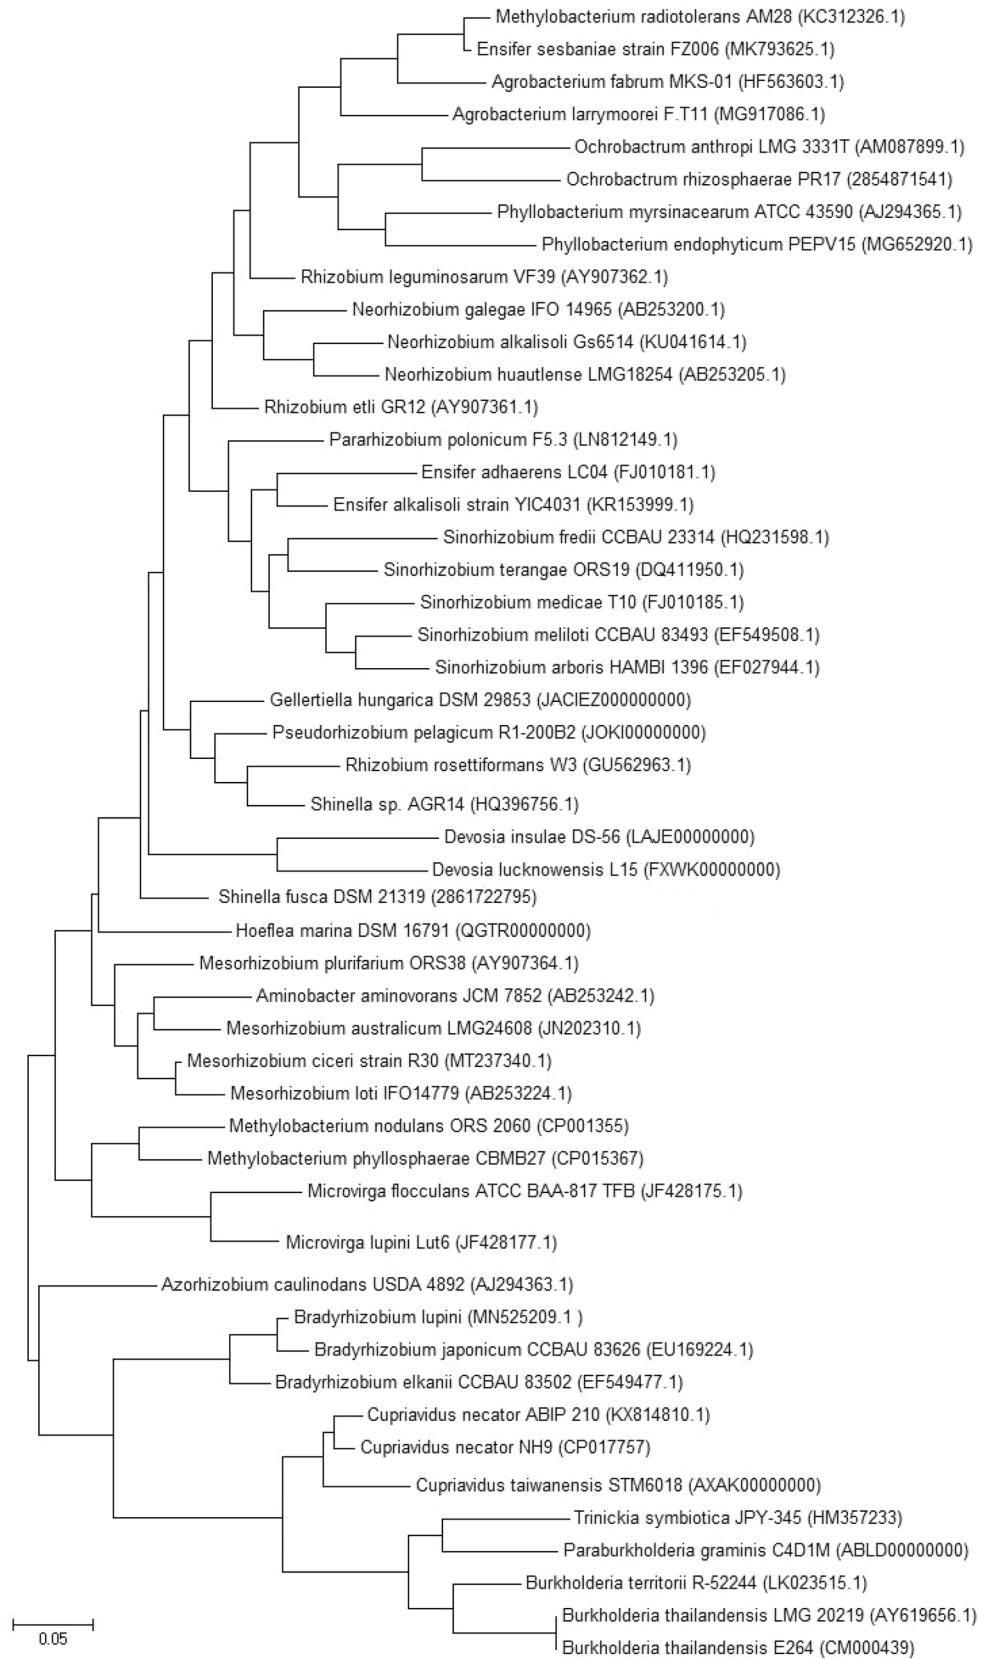 Methylobacterium radiotolerans AM28 (KC312326.1)
Ensifer sesbaniae strain FZ006 (MK793625.1)
Agrobacterium fabrum MKS-01 (HF563603.1)
Agrobacterium larrymoorei F.T11 (MG917086.1)
Ochrobactrum anthropi LMG 3331T (AM087899.1)
Ochrobactrum rhizosphaerae PR17 (2854871541)
Phyllobacterium myrsinacearum ATCC 43590 (AJ294365.1)
Phyllobacterium endophyticum PEPV15 (MG652920.1)
Rhizobium leguminosarum VF39 (AY907362.1)
Neorhizobium galegae IFO 14965 (AB253200.1)
Neorhizobium alkalisoli Gs6514 (KU041614.1)
Neorhizobium huautlense LMG18254 (AB253205.1)
Rhizobium etli GR12 (AY907361.1)
Pararhizobium polonicum F5.3 (LN812149.1)
Ensifer adhaerens LC04 (FJ010181.1)
Ensifer alkalisoli strain YIC4031 (KR153999.1)
Sinorhizobium fredii CCBAU 23314 (HQ231598.1)
Sinorhizobium terangae ORS19 (DQ411950.1)
Sinorhizobium medicae T10 (FJ010185.1)
Sinorhizobium meliloti CCBAU 83493 (EF549508.1)
Sinorhizobium arboris HAMBI 1396 (EF027944.1)
Gellertiella hungarica DSM 29853 (JACIEZ000000000)
Pseudorhizobium pelagicum R1-200B2 (JOKI00000000)
Rhizobium rosettiformans W3 (GU562963.1)
Shinella sp. AGR14 (HQ396756.1)
Devosia insulae DS-56 (LAJE00000000)
Devosia lucknowensis L15 (FXWK00000000)
Shinella fusca DSM 21319 (2861722795)
Hoeflea marina DSM 16791 (QGTR00000000)
Mesorhizobium plurifarium ORS38 (AY907364.1)
Aminobacter aminovorans JCM 7852 (AB253242.1)
Mesorhizobium australicum LMG24608 (JN202310.1)
Mesorhizobium ciceri strain R30 (MT237340.1)
Mesorhizobium loti IFO14779 (AB253224.1)
Methylobacterium nodulans ORS 2060 (CP001355)
Methylobacterium phyllosphaerae CBMB27 (CP015367)
Microvirga flocculans ATCC BAA-817 TFB (JF428175.1)
Microvirga lupini Lut6 (JF428177.1)
Azorhizobium caulinodans USDA 4892 (AJ294363.1)
Bradyrhizobium lupini (MN525209.1 )
Bradyrhizobium japonicum CCBAU 83626 (EU169224.1)
Bradyrhizobium elkanii CCBAU 83502 (EF549477.1)
Cupriavidus necator ABIP 210 (KX814810.1)
Cupriavidus necator NH9 (CP017757)
Cupriavidus taiwanensis STM6018 (AXAK00000000)
Trinickia symbiotica JPY-345 (HM357233)
Paraburkholderia graminis C4D1M (ABLD00000000)
Burkholderia territorii R-52244 (LK023515.1)
Burkholderia thailandensis LMG 20219 (AY619656.1)
Burkholderia thailandensis E264 (CM000439)
0.05